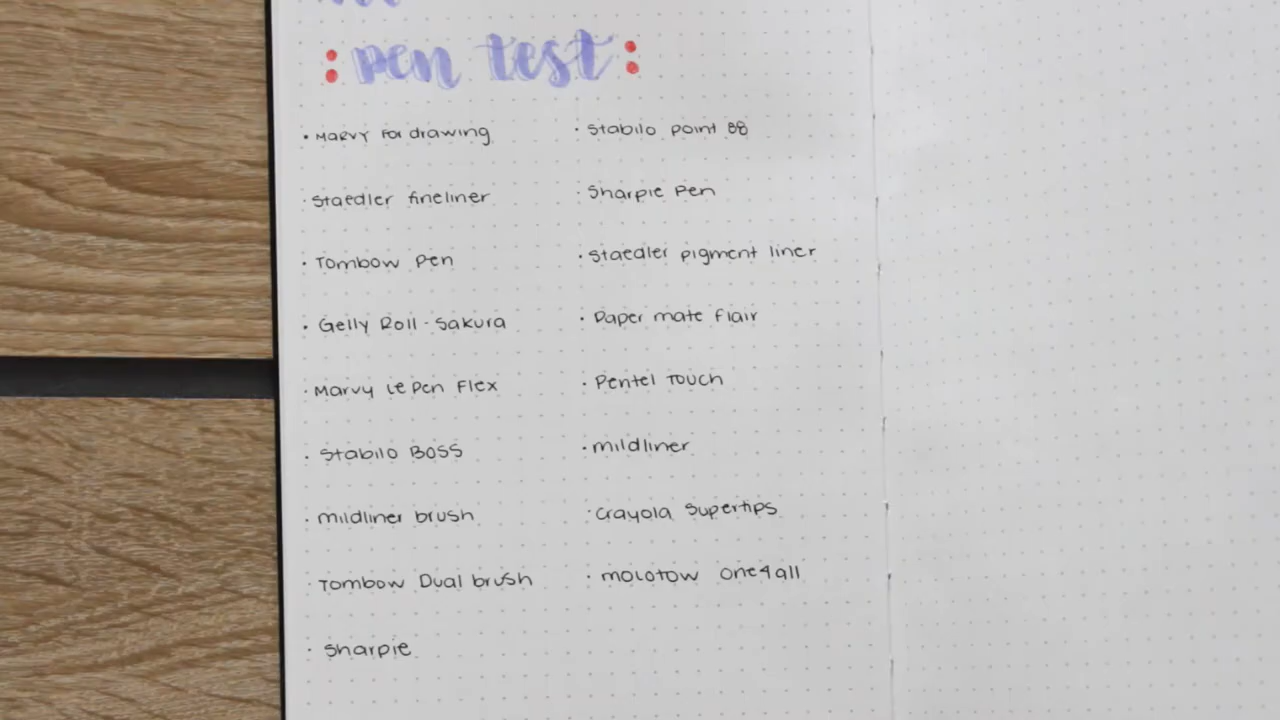 :pen test:
• Marvy For drawing
• Staedler fineliner
• Tombow Pen
• Gelly Roll - Sakura
• Marvy Le Pen Flex
• Stabilo BOSS
• mildliner brush
• Tombow Dual brush
• Sharpie
• Stabilo point 88
• Sharpie Pen
• Staedler pigment liner
• Paper mate Flair
• Pentel Touch
• mildliner
• Crayola Supertips
• molotow One4all